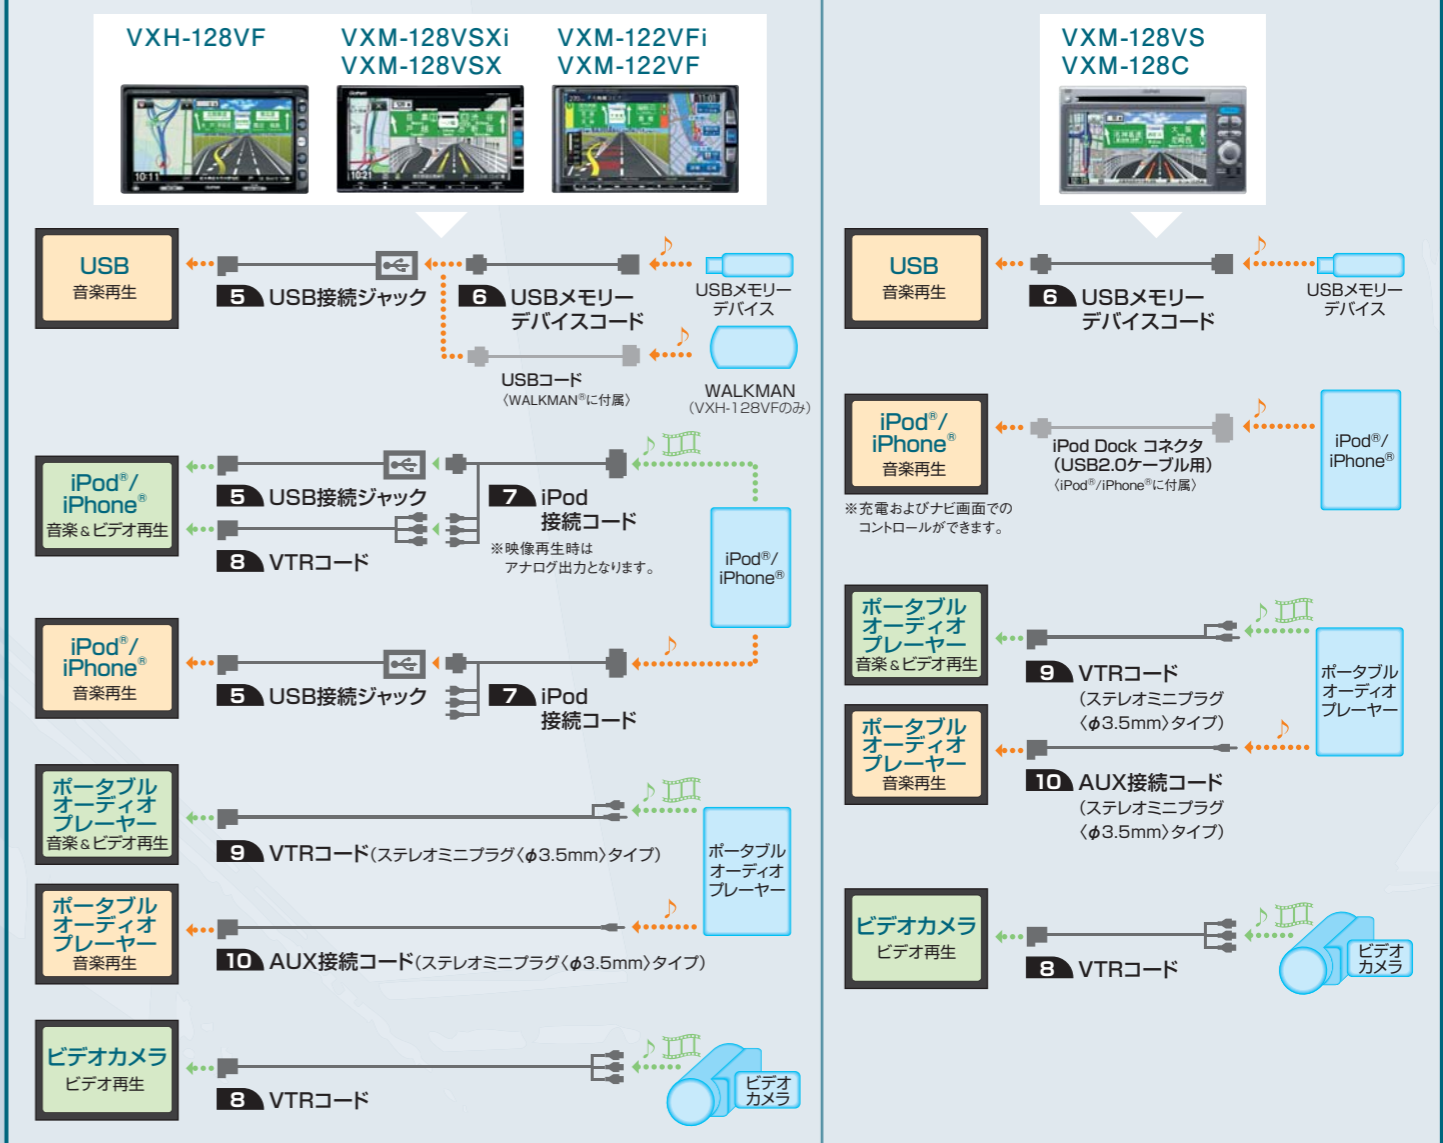 VXH-128VF
VXM-128VSXi
VXM-128VSX
VXM-122VFi
VXM-122VF
10:11
10:21
11:01
USB
音楽再生
5 USB接続ジャック
6 USBメモリー
デバイスコード
USBメモリー
デバイス
USBコード
〈WALKMAN®に付属〉
WALKMAN
(VXH-128VFのみ)
iPod®/
iPhone®
音楽&ビデオ再生
5 USB接続ジャック
7 iPod
接続コード
8 VTRコード
※映像再生時は
アナログ出力となります。
iPod®/
iPhone®
iPod®/
iPhone®
音楽再生
5 USB接続ジャック
7 iPod
接続コード
ポータブル
オーディオ
プレーヤー
音楽&ビデオ再生
9 VTRコード(ステレオミニプラグ〈φ3.5mm〉タイプ)
ポータブル
オーディオ
プレーヤー
ポータブル
オーディオ
プレーヤー
音楽再生
10 AUX接続コード(ステレオミニプラグ〈φ3.5mm〉タイプ)
ビデオカメラ
ビデオ再生
8 VTRコード
ビデオ
カメラ
VXM-128VS
VXM-128C
USB
音楽再生
6 USBメモリー
デバイスコード
USBメモリー
デバイス
iPod®/
iPhone®
音楽再生
iPod Dock コネクタ
(USB2.0ケーブル用)
〈iPod®/iPhone®に付属〉
iPod®/
iPhone®
※充電およびナビ画面での
コントロールができます。
ポータブル
オーディオ
プレーヤー
音楽&ビデオ再生
9 VTRコード
(ステレオミニプラグ
〈φ3.5mm〉タイプ)
ポータブル
オーディオ
プレーヤー
ポータブル
オーディオ
プレーヤー
音楽再生
10 AUX接続コード
(ステレオミニプラグ
〈φ3.5mm〉タイプ)
ビデオカメラ
ビデオ再生
8 VTRコード
ビデオ
カメラ